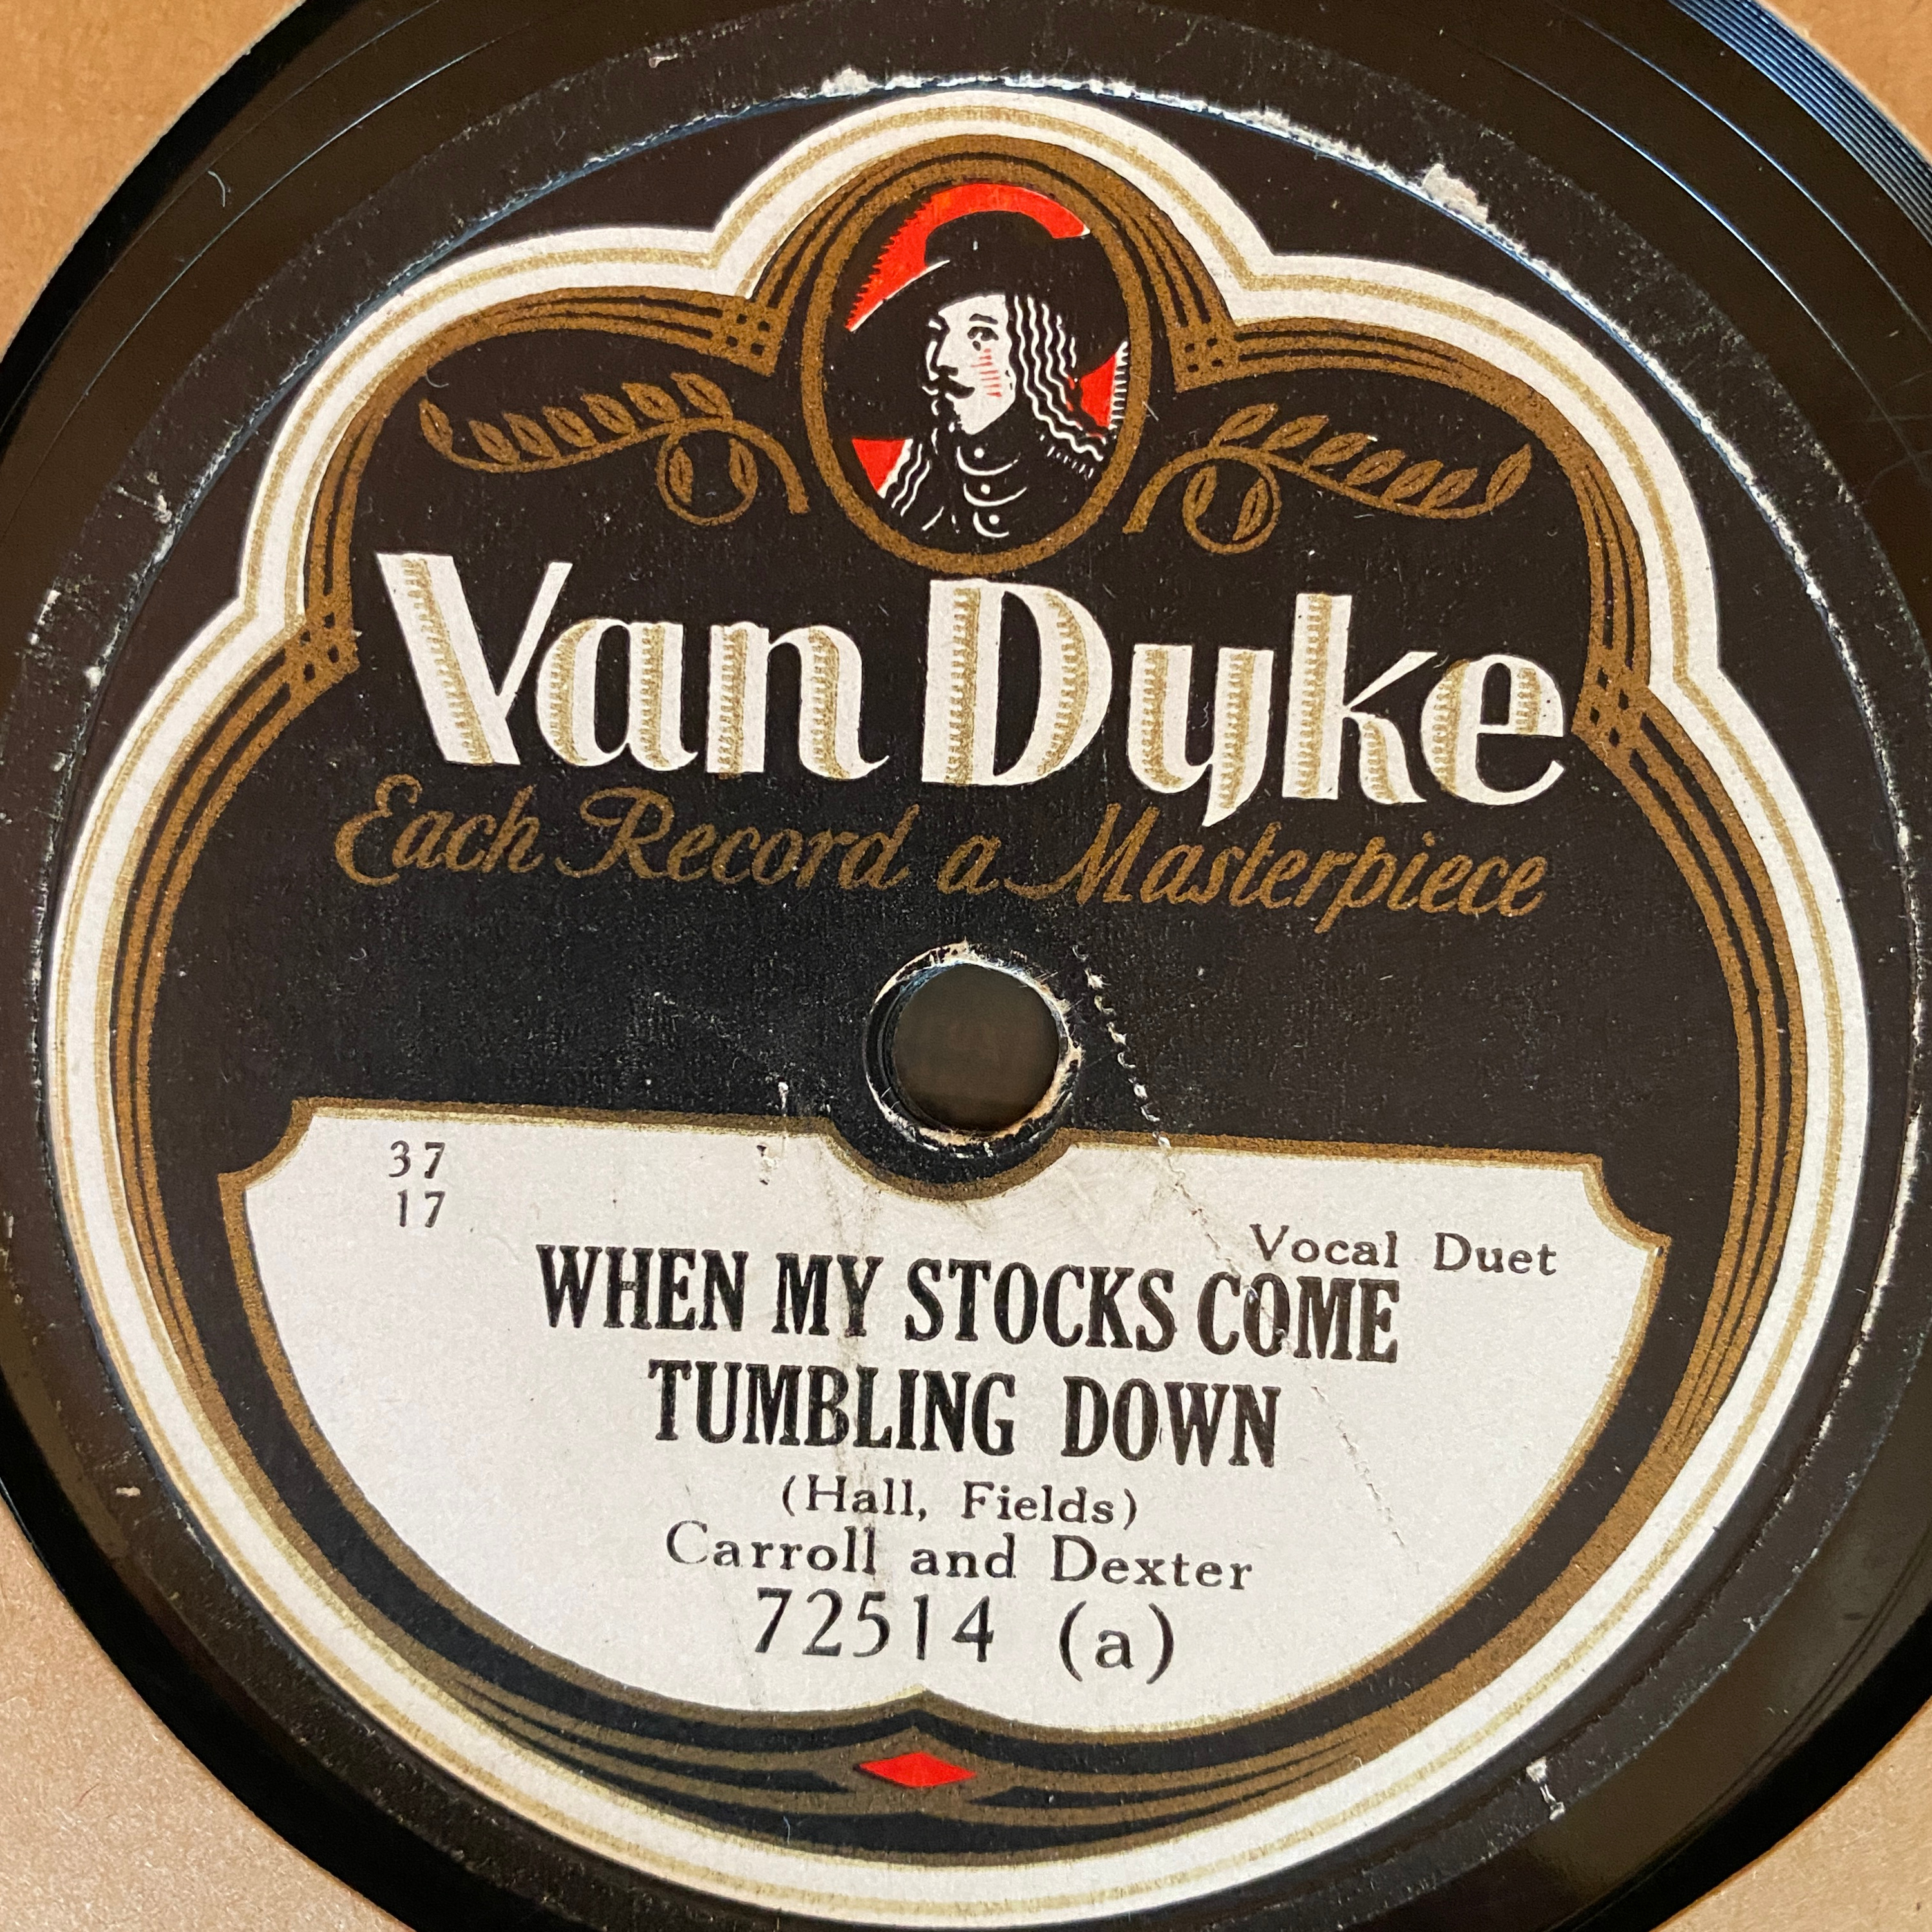 Van Dyke
Each Record a Masterpiece
37
17
Vocal Duet
WHEN MY STOCKS COME
TUMBLING DOWN
(Hall, Fields)
Carroll and Dexter
72514 (a)